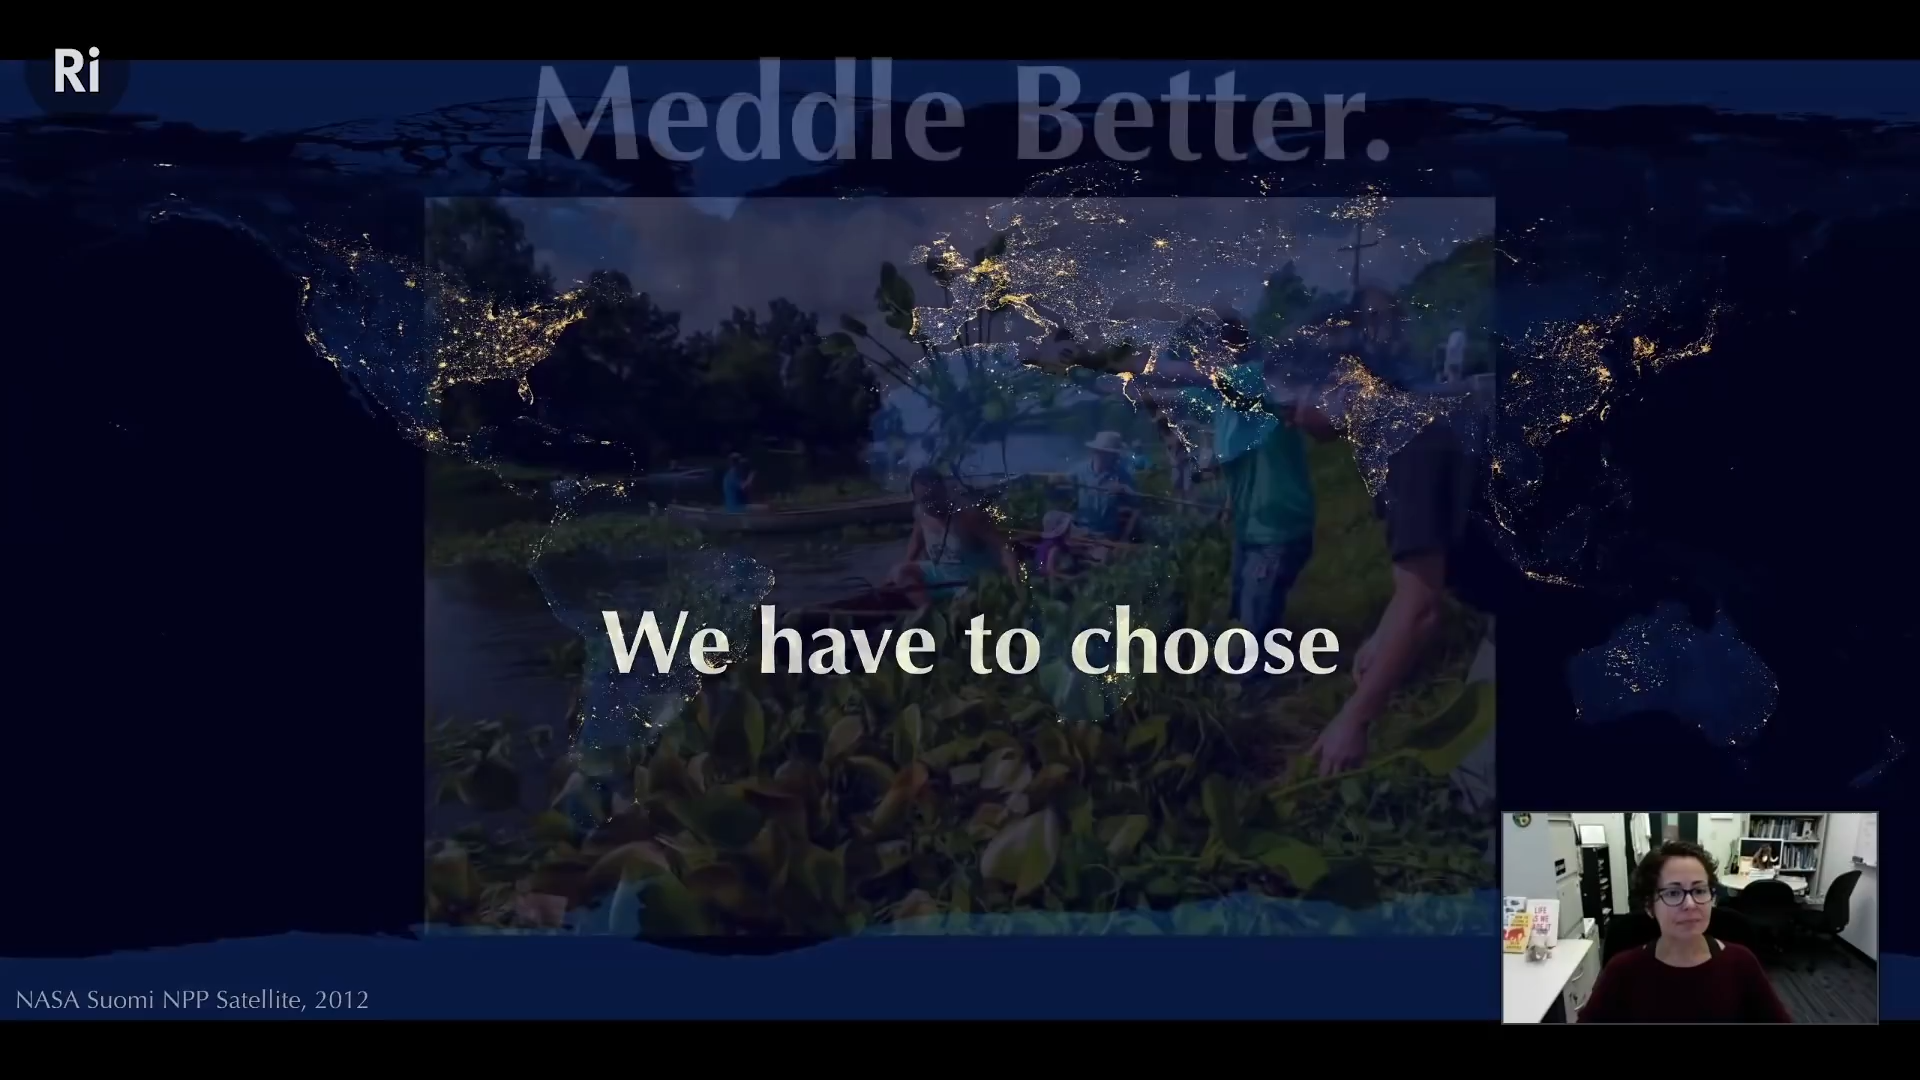 Ri
Meddle Better.
We have to choose
NASA Suomi NPP Satellite, 2012